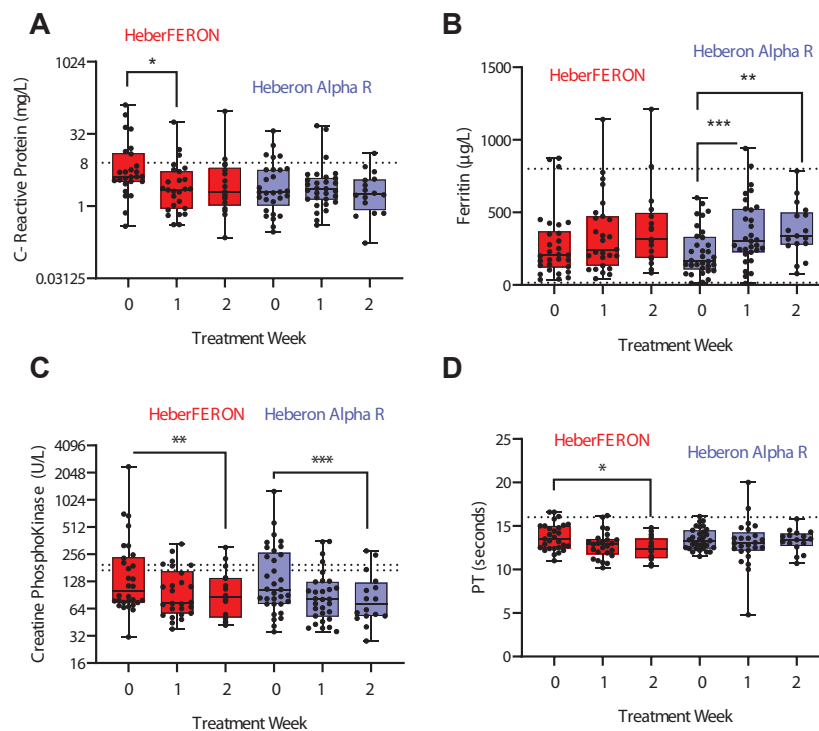 A
HeberFERON
Heberon Alpha R
C- Reactive Protein (mg/L)
1024
32
8
1
0.03125
*
0 1 2 0 1 2
Treatment Week
B
HeberFERON
Heberon Alpha R
Ferritin (µg/L)
1500
1000
500
0
**
***
0 1 2 0 1 2
Treatment Week
C
HeberFERON
Heberon Alpha R
Creatine PhosphoKinase (U/L)
4096
2048
1024
512
256
128
64
32
16
**
***
0 1 2 0 1 2
Treatment Week
D
HeberFERON
Heberon Alpha R
PT (seconds)
25
20
15
10
5
0
*
0 1 2 0 1 2
Treatment Week